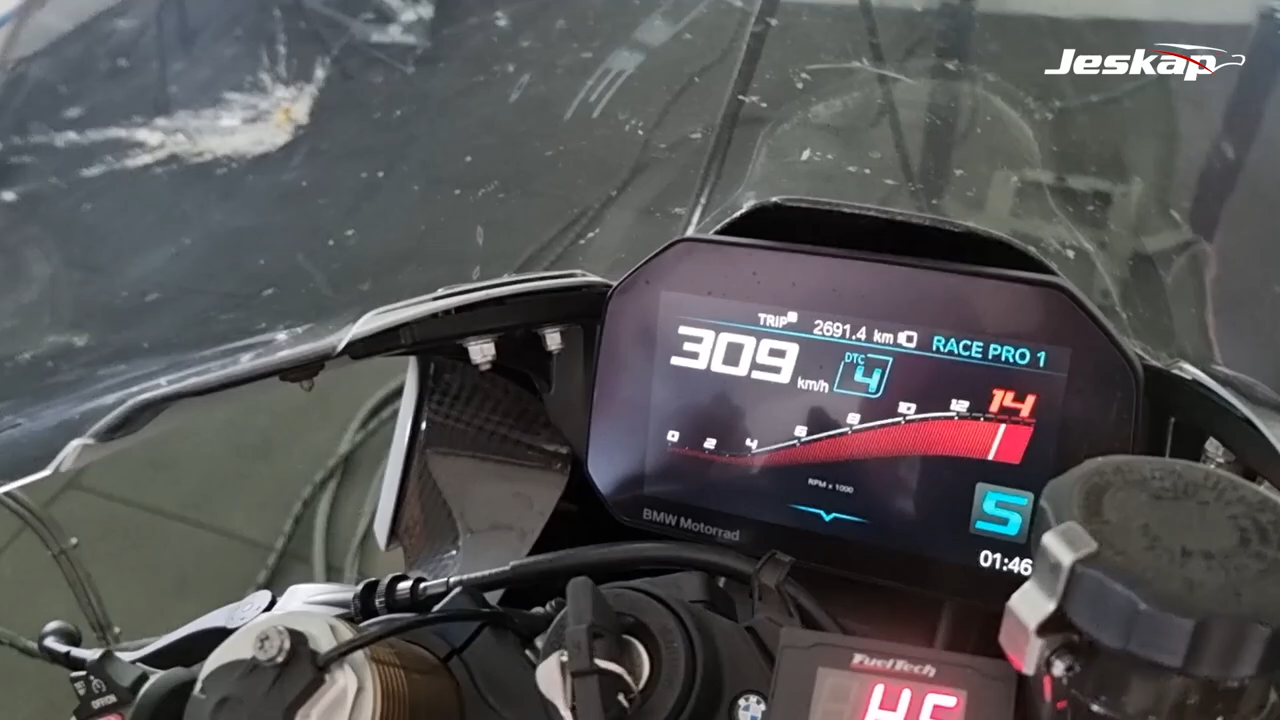 Jeskap
TRIP 2691.4 km RACE PRO 1
309 km/h DTC 4
0 2 4 6 8 10 12 14
RPM x 1000
5
01:46
BMW Motorrad
FuelTech